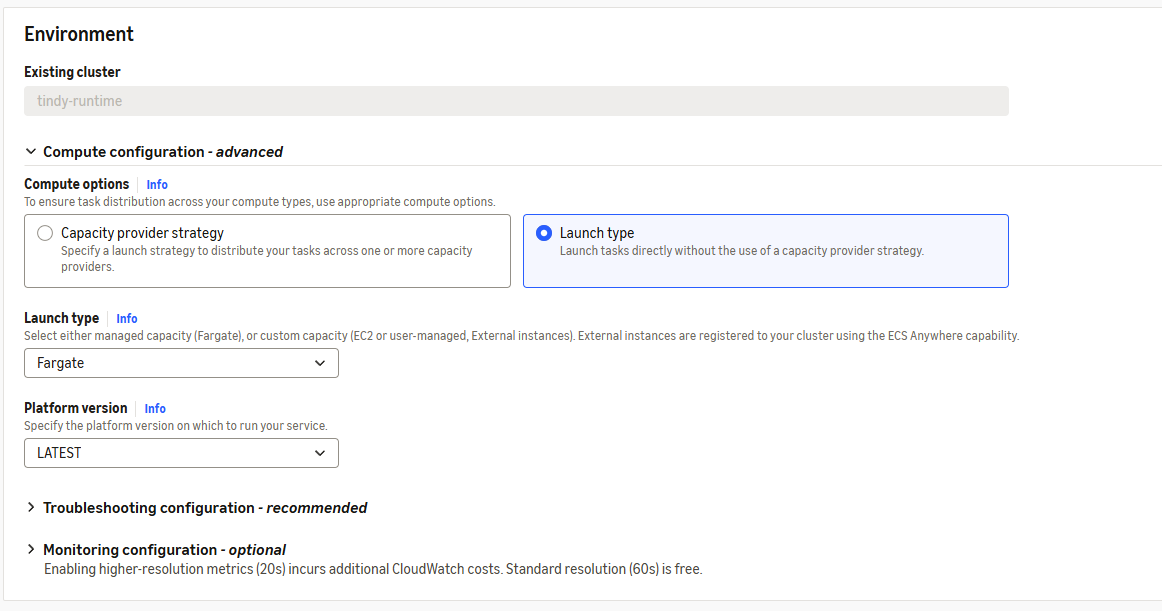 Environment
Existing cluster
tindy-runtime
Compute configuration - advanced
Compute options Info
To ensure task distribution across your compute types, use appropriate compute options.
Capacity provider strategy
Specify a launch strategy to distribute your tasks across one or more capacity
providers.
Launch type
Launch tasks directly without the use of a capacity provider strategy.
Launch type Info
Select either managed capacity (Fargate), or custom capacity (EC2 or user-managed, External instances). External instances are registered to your cluster using the ECS Anywhere capability.
Fargate
Platform version Info
Specify the platform version on which to run your service.
LATEST
Troubleshooting configuration - recommended
Monitoring configuration - optional
Enabling higher-resolution metrics (20s) incurs additional CloudWatch costs. Standard resolution (60s) is free.